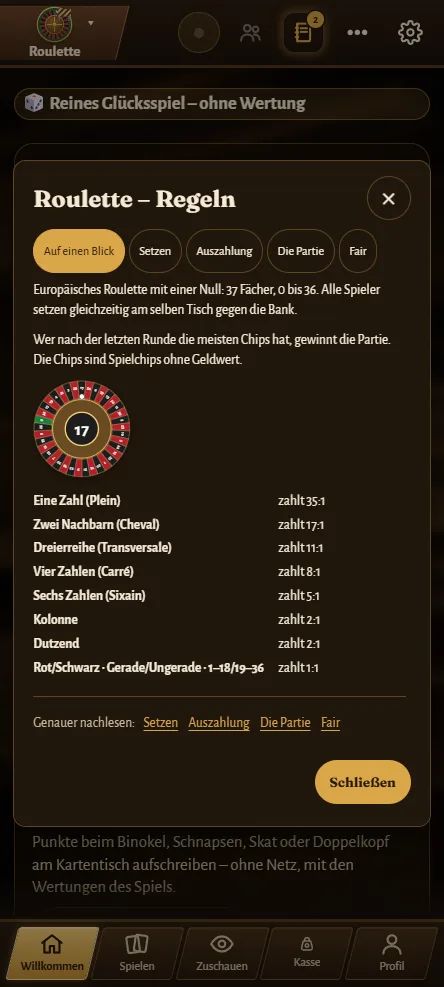 2
Roulette
Reines Glücksspiel – ohne Wertung
Roulette – Regeln
Auf einen Blick
Setzen
Auszahlung
Die Partie
Fair
Europäisches Roulette mit einer Null: 37 Fächer, 0 bis 36. Alle Spieler
setzen gleichzeitig am selben Tisch gegen die Bank.
Wer nach der letzten Runde die meisten Chips hat, gewinnt die Partie.
Die Chips sind Spielchips ohne Geldwert.
17
Eine Zahl (Plein) zahlt 35:1
Zwei Nachbarn (Cheval) zahlt 17:1
Dreierreihe (Transversale) zahlt 11:1
Vier Zahlen (Carré) zahlt 8:1
Sechs Zahlen (Sixain) zahlt 5:1
Kolonne zahlt 2:1
Dutzend zahlt 2:1
Rot/Schwarz · Gerade/Ungerade · 1–18/19–36 zahlt 1:1
Genauer nachlesen: Setzen Auszahlung Die Partie Fair
Schließen
Punkte beim Binokel, Schnapsen, Skat oder Doppelkopf
am Kartentisch aufschreiben – ohne Netz, mit den
Wertungen des Spiels.
Willkommen
Spielen
Zuschauen
Kasse
Profil